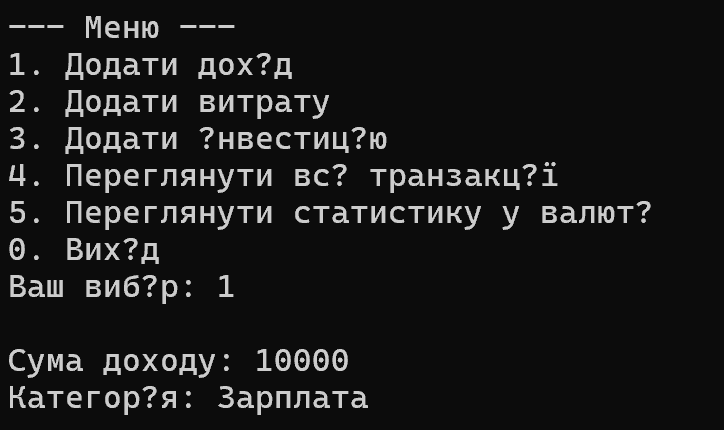 --- Меню ---
1. Додати дох?д
2. Додати витрату
3. Додати ?нвестиц?ю
4. Переглянути вс? транзакц?ї
5. Переглянути статистику у валют?
0. Вих?д
Ваш виб?р: 1
Сума доходу: 10000
Категор?я: Зарплата